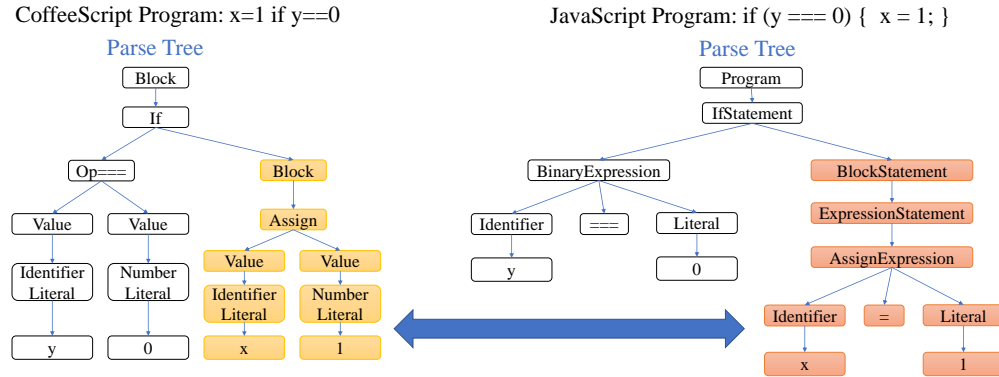 CoffeeScript Program: x=1 if y==0
Parse Tree
Block
If
Op===
Block
Assign
Value
Value
Value
Value
Identifier
Literal
Number
Literal
Identifier
Literal
Number
Literal
y
0
x
1
JavaScript Program: if (y === 0) { x = 1; }
Parse Tree
Program
IfStatement
BinaryExpression
BlockStatement
Identifier
===
Literal
ExpressionStatement
y
0
AssignExpression
Identifier
=
Literal
x
1